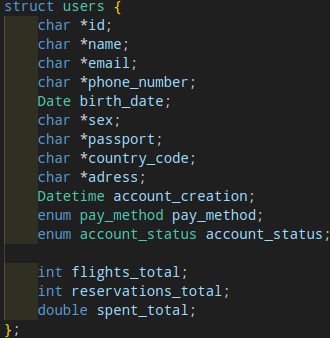 struct users {
    char *id;
    char *name;
    char *email;
    char *phone_number;
    Date birth_date;
    char *sex;
    char *passport;
    char *country_code;
    char *adress;
    Datetime account_creation;
    enum pay_method pay_method;
    enum account_status account_status;

    int flights_total;
    int reservations_total;
    double spent_total;
};